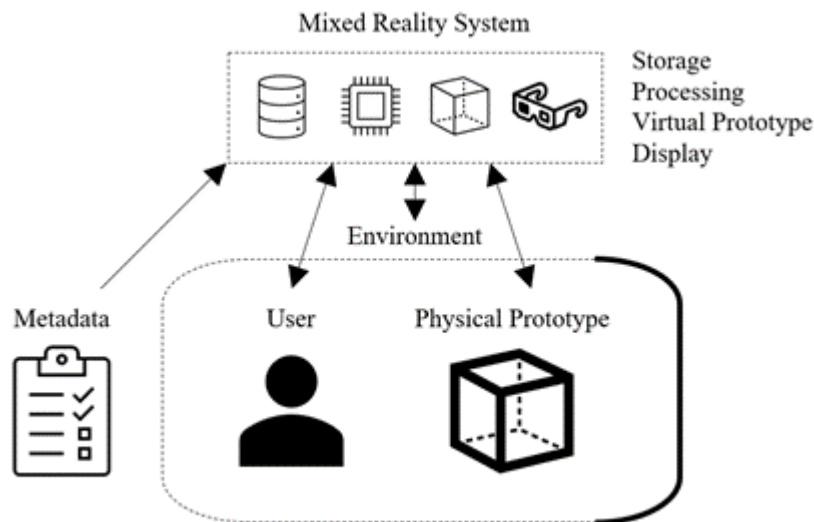 Mixed Reality System
Storage
Processing
Virtual Prototype
Display
Environment
Metadata
User
Physical Prototype